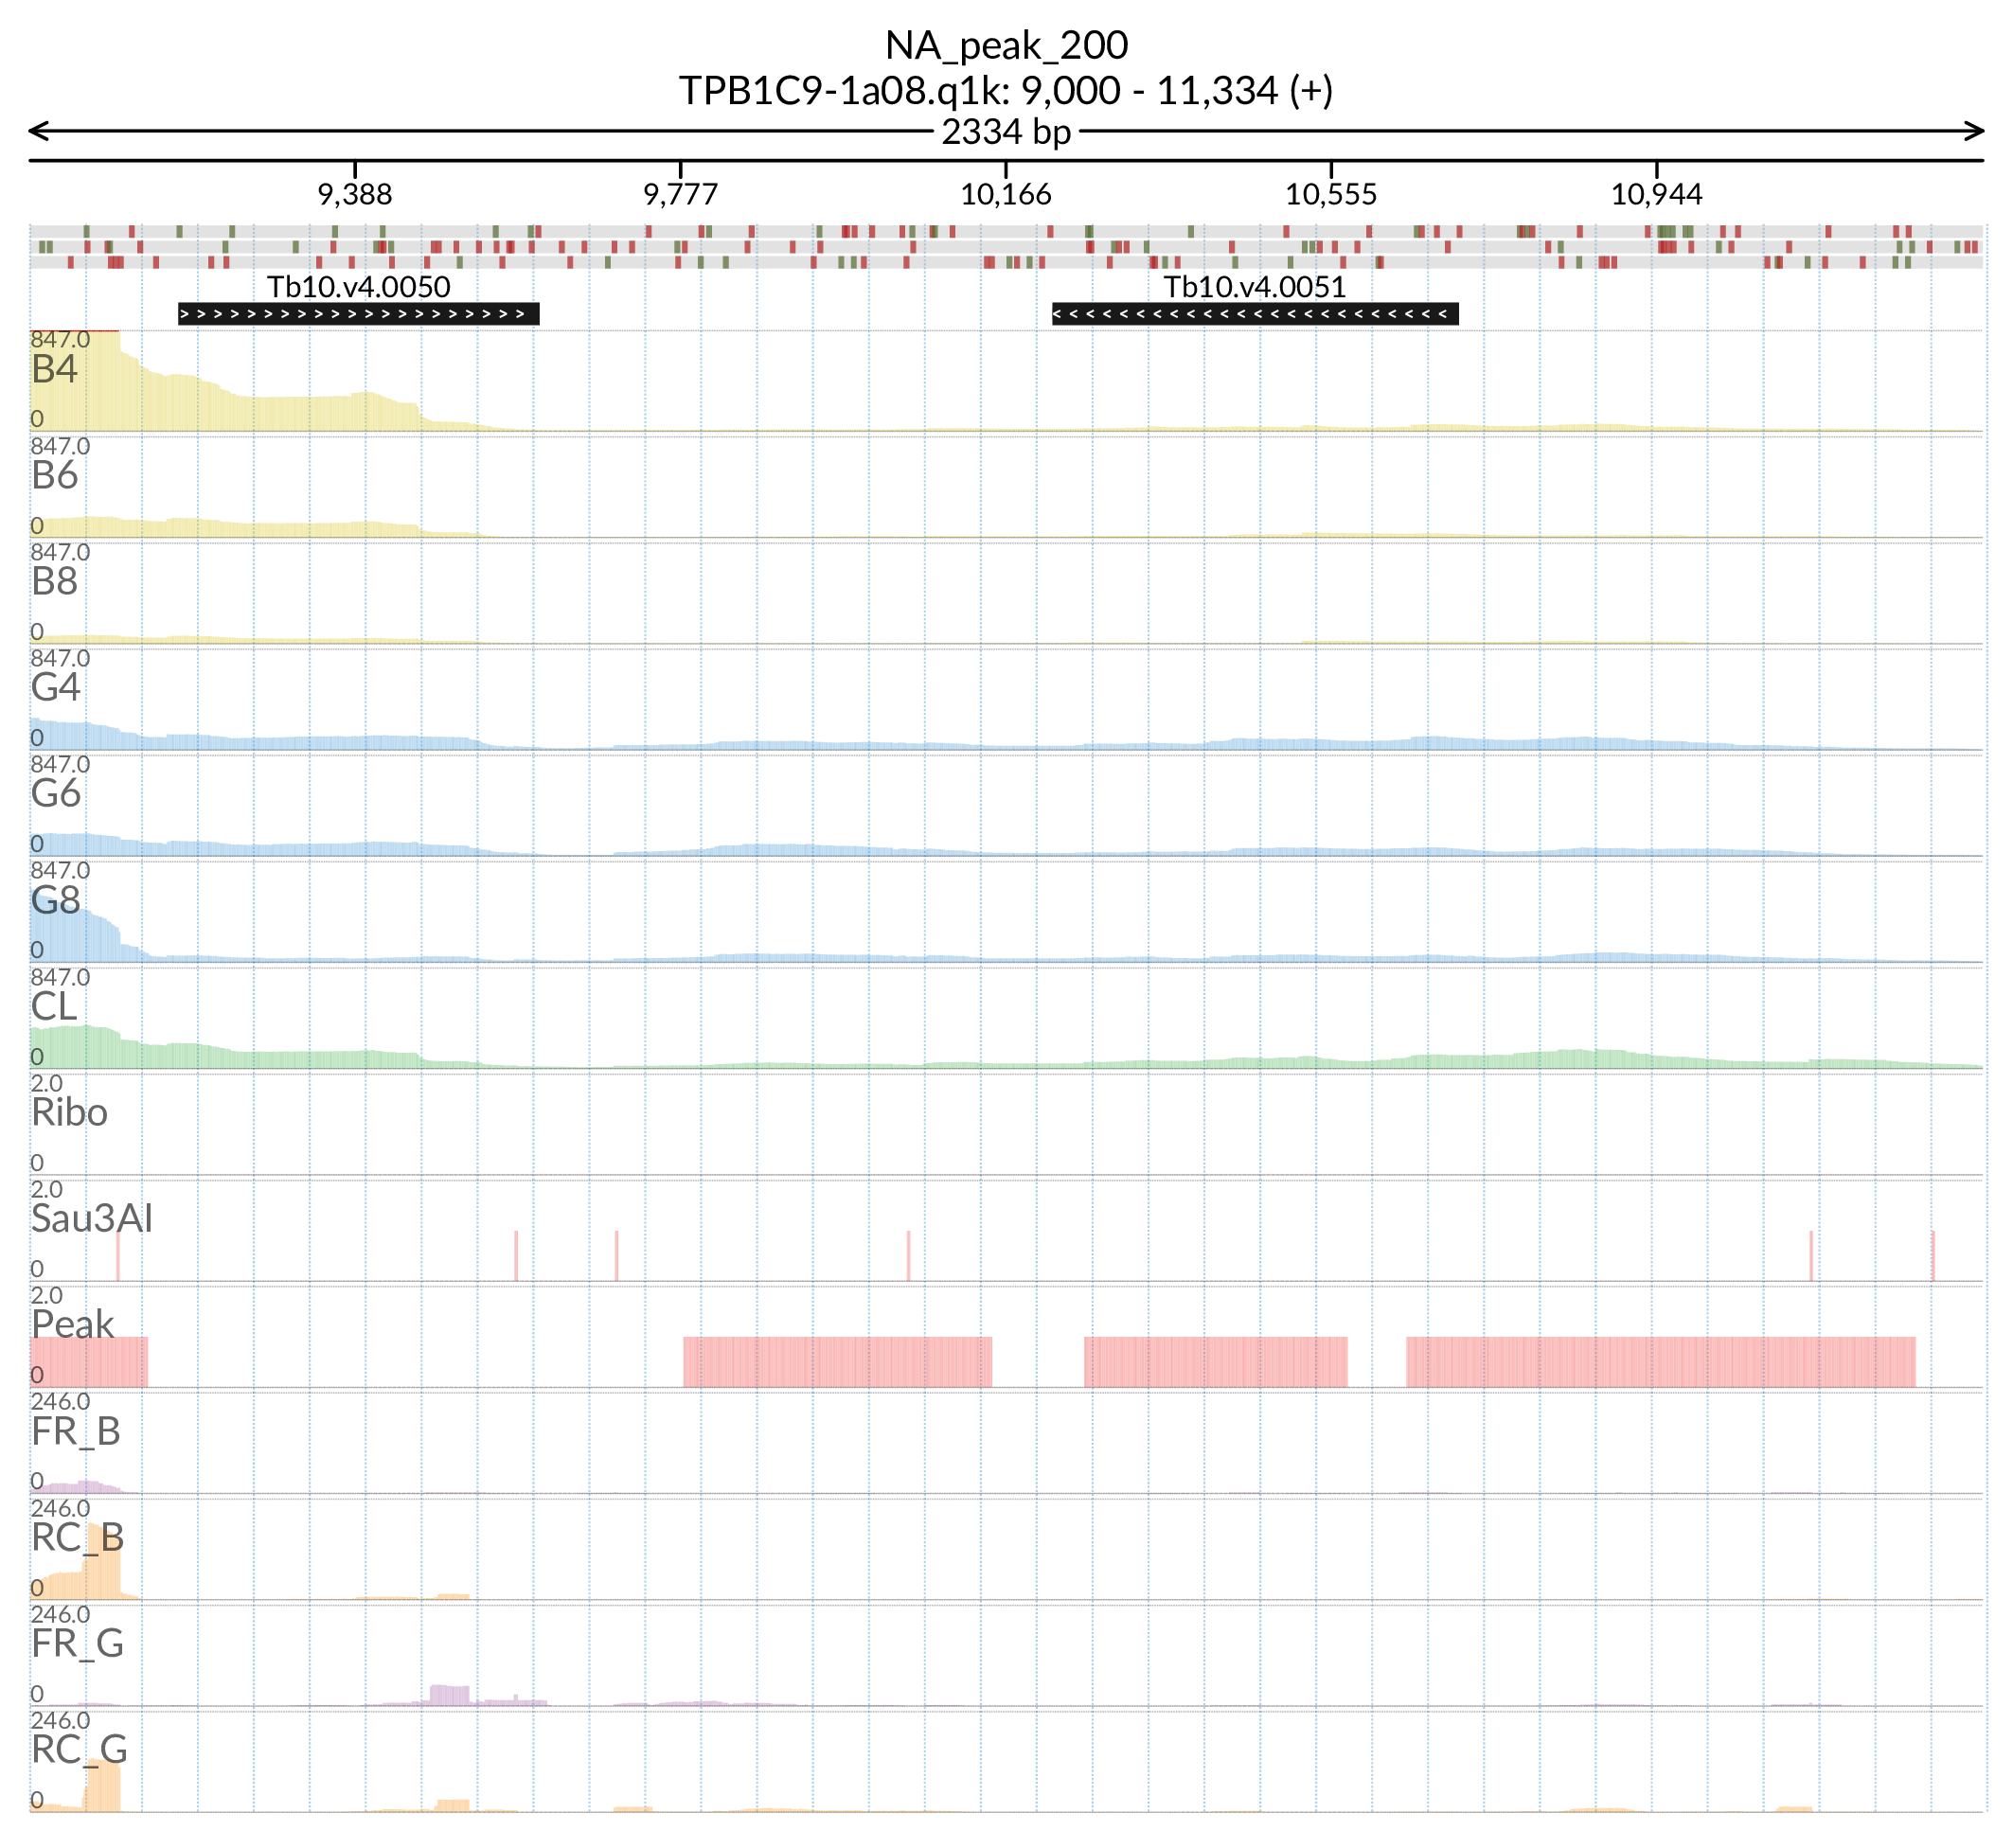 NA_peak_200
TPB1C9-1a08.q1k: 9,000 - 11,334 (+)
2334 bp
9,388 9,777 10,166 10,555 10,944
Tb10.v4.0050 Tb10.v4.0051
847.0
B4
0
847.0
B6
0
847.0
B8
0
847.0
G4
0
847.0
G6
0
847.0
G8
0
847.0
CL
0
2.0
Ribo
0
2.0
Sau3AI
0
2.0
Peak
0
246.0
FR_B
0
246.0
RC_B
0
246.0
FR_G
0
246.0
RC_G
0